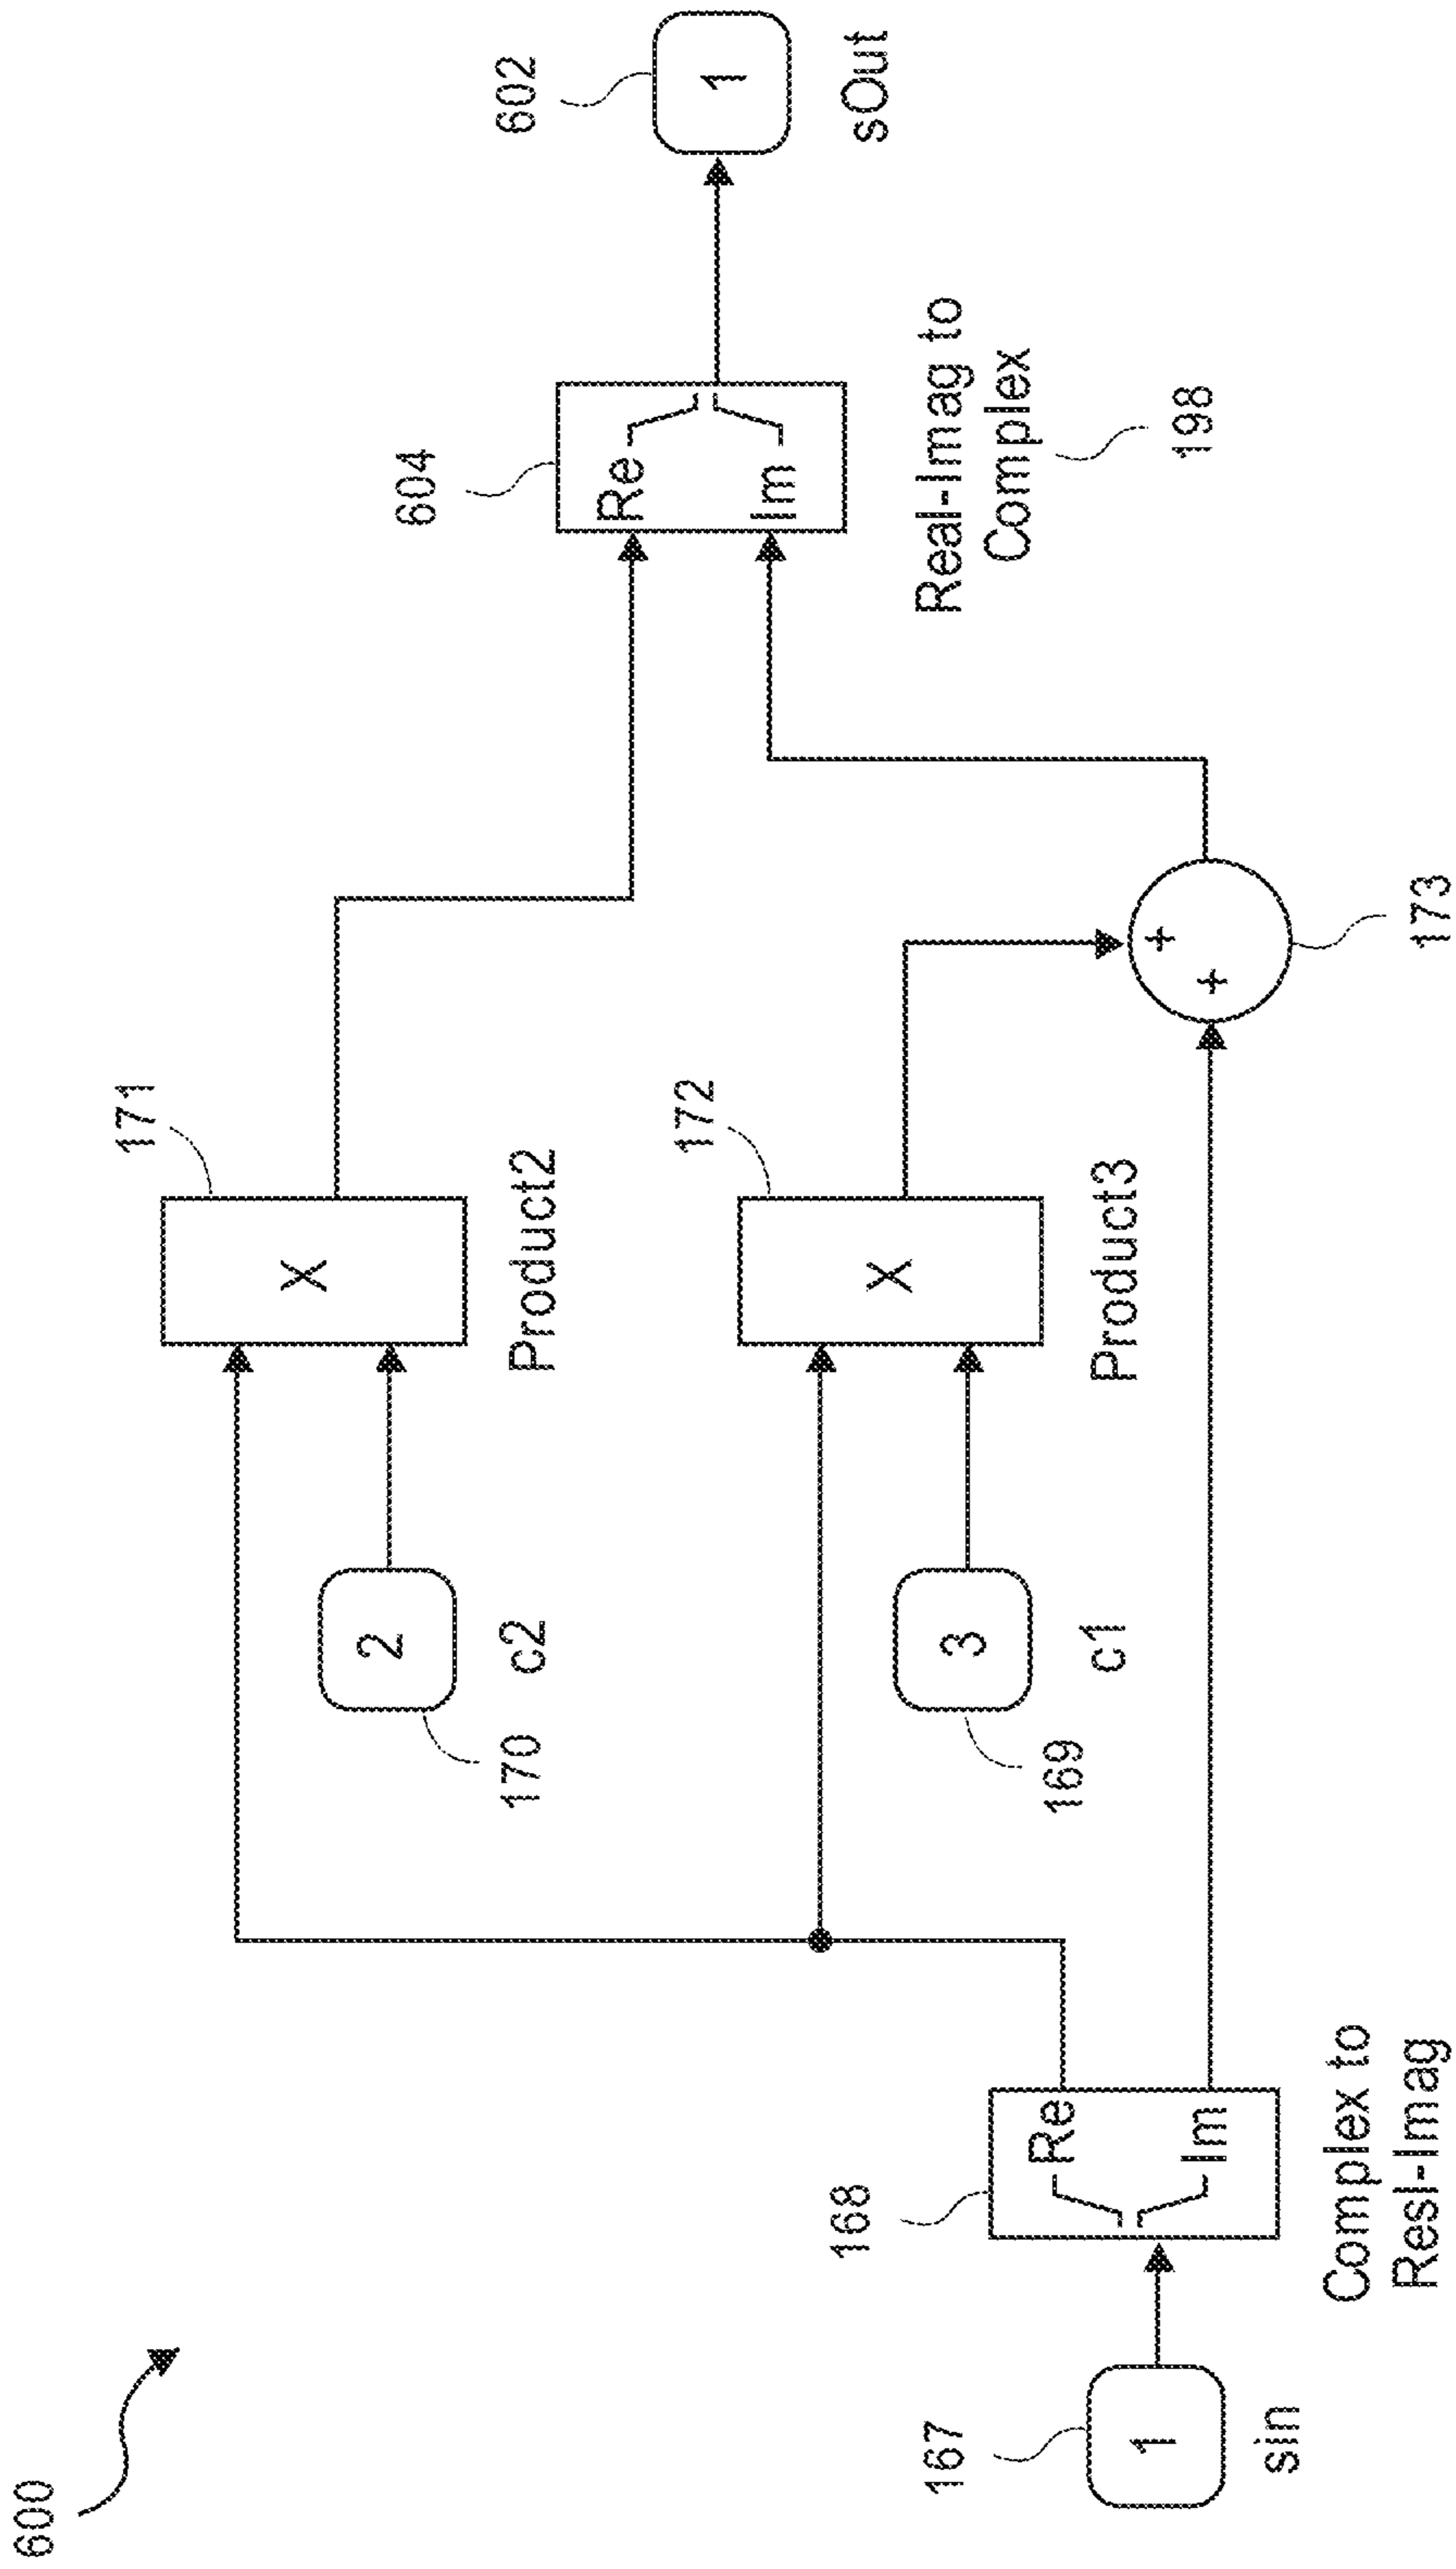 600
171
X
Product2
2
c2
170
602
1
sOut
604
Re
Im
Real-Imag to
Complex
198
172
X
Product3
3
c1
169
+
+
173
168
Re
Im
Complex to
Resl-Imag
167
1
sin